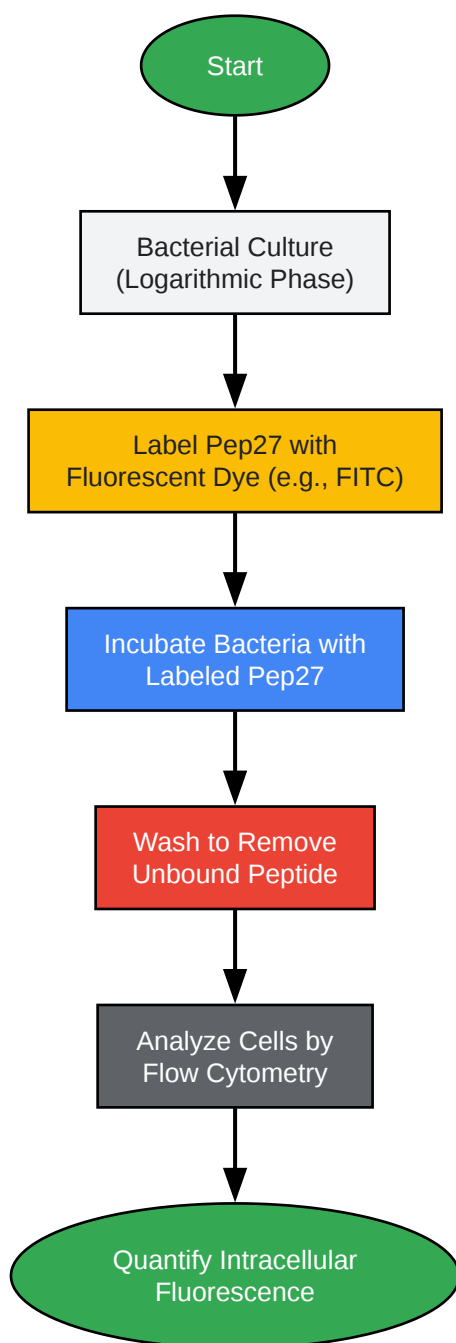 Start
Bacterial Culture
(Logarithmic Phase)
Label Pep27 with
Fluorescent Dye (e.g., FITC)
Incubate Bacteria with
Labeled Pep27
Wash to Remove
Unbound Peptide
Analyze Cells by
Flow Cytometry
Quantify Intracellular
Fluorescence